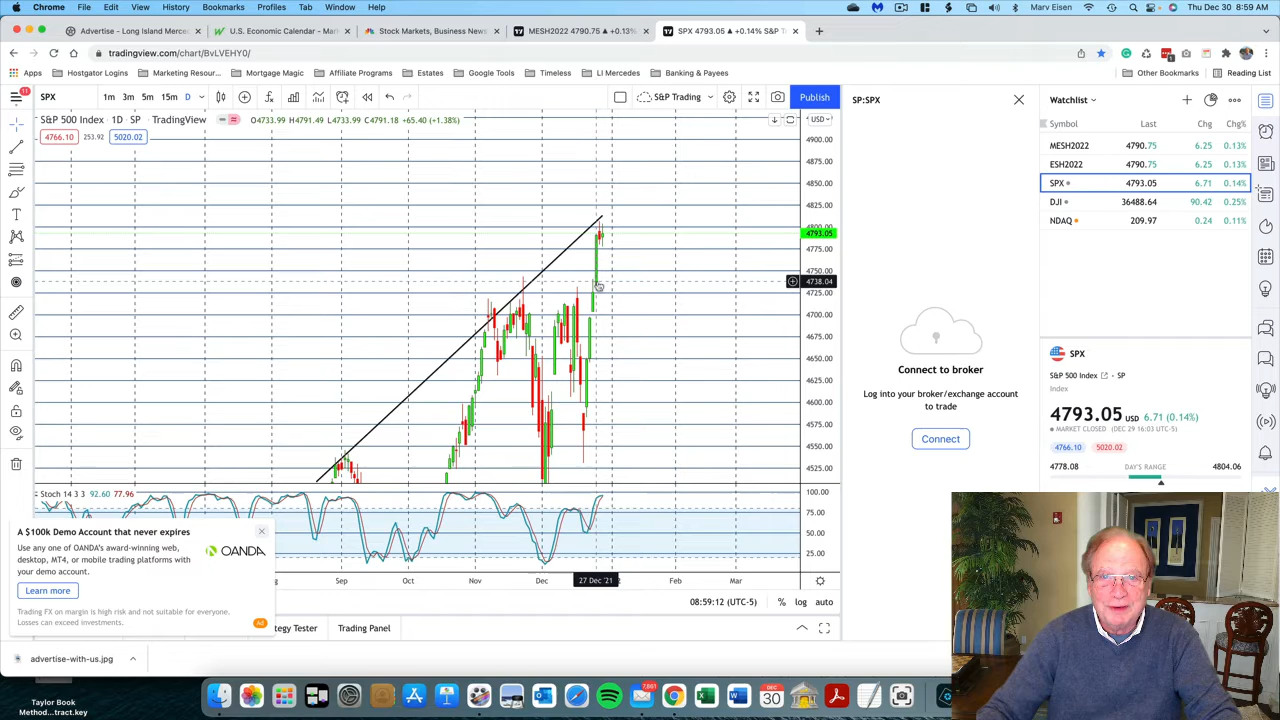 Chrome File Edit View History Bookmarks Profiles Tab Window Help
Marv Eisen Thu Dec 30 8:59 AM
Advertise - Long Island Merce
U.S. Economic Calendar - Mark
Stock Markets, Business News
MESH2022 4790.75 ▲ +0.13%
SPX 4793.05 ▲ +0.14% S&P T
tradingview.com/chart/BvLVEHY0/
Apps Hostgator Logins Marketing Resour... Mortgage Magic Affiliate Programs Estates Google Tools Timeless LI Mercedes Banking & Payees
Other Bookmarks Reading List
11
SPX 1m 3m 5m 15m D
S&P Trading
Publish
S&P 500 Index 1D SP TradingView
O4733.99 H4791.49 L4733.99 C4791.18 +65.40 (+1.38%)
USD
4766.10 253.92 5020.02
4900.00
4875.00
4850.00
4825.00
4800.00
4793.05
4775.00
4750.00
4738.04
4725.00
4700.00
4675.00
4650.00
4625.00
4600.00
4575.00
4550.00
4525.00
100.00
75.00
50.00
25.00
Stoch 14 3 3 92.60 77.96
A $100k Demo Account that never expires
Use any one of OANDA's award-winning web,
desktop, MT4, or mobile trading platforms with
your demo account.
OANDA
Learn more
Trading FX on margin is high risk and not suitable for everyone.
Losses can exceed investments.
Ad
Sep Oct Nov Dec 27 Dec '21 Feb Mar
08:59:12 (UTC-5) % log auto
tegy Tester Trading Panel
SP:SPX
Connect to broker
Log into your broker/exchange account
to trade
Connect
Watchlist
Symbol Last Chg Chg%
MESH2022 4790.75 6.25 0.13%
ESH2022 4790.75 6.25 0.13%
SPX 4793.05 6.71 0.14%
DJI 36488.64 90.42 0.25%
NDAQ 209.97 0.24 0.11%
SPX
S&P 500 Index SP
Index
4793.05 USD 6.71 (0.14%)
MARKET CLOSED (DEC 29 16:03 UTC-5)
4766.10 5020.02
4778.08 DAY'S RANGE 4804.06
advertise-with-us.jpg
7,861
DEC
30
Taylor Book
Method...tract.key